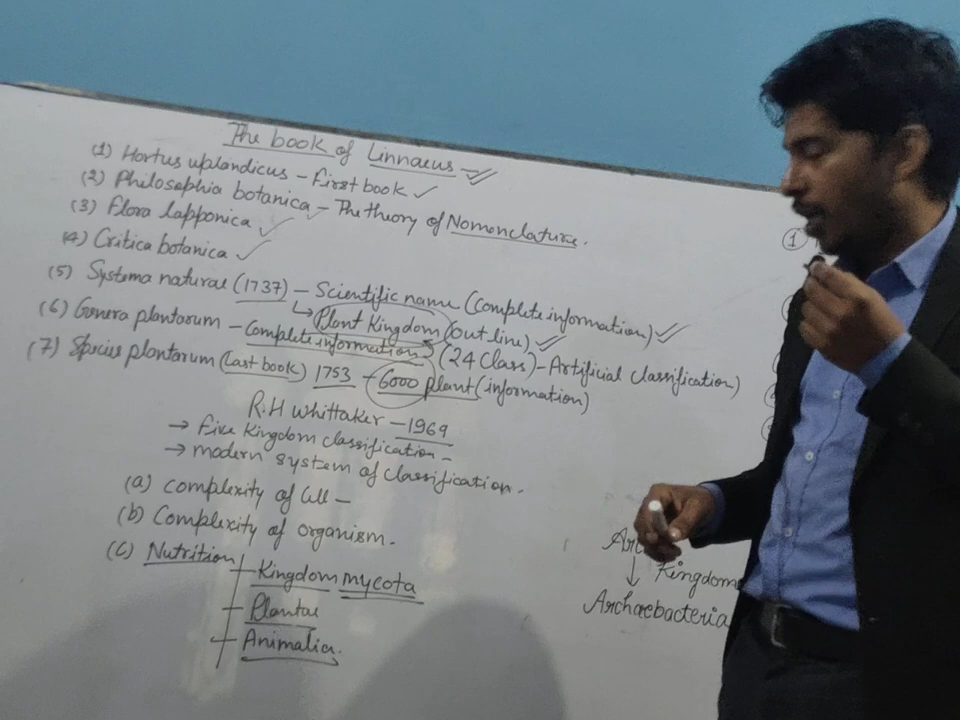 The book of Linnaeus
(1) Hortus uplandicus - First book
(2) Philosophia botanica - The theory of Nomenclature.
(3) Flora lapponica
(4) Critica botanica
(5) Systema naturae (1737) - Scientific name (complete information)
Plant Kingdom (out line)
(6) Genera plantarum - Complete information (24 class) - Artificial classification)
(7) Species plantarum (Last book) 1753 - 6000 plant (information)
R.H Whittaker - 1969
→ five Kingdom classification -
→ modern system of classification.
(a) complexity of Cell -
(b) Complexity of organism.
(c) Nutrition
Kingdom mycota
Plantae
Animalia.
1
Kingdom
Archaebacteria